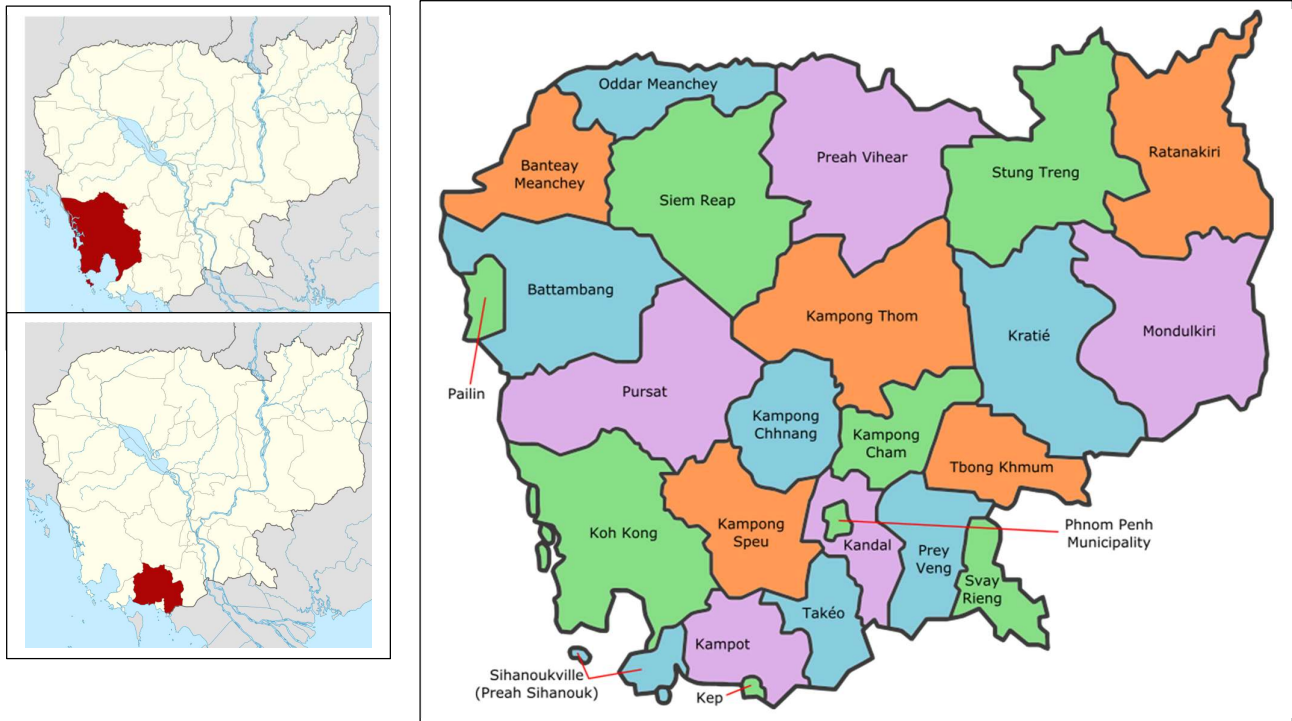 Oddar Meanchey
Banteay
Meanchey
Preah Vihear
Stung Treng
Ratanakiri
Siem Reap
Battambang
Kampong Thom
Kratié
Mondulkiri
Pailin
Pursat
Kampong
Chhnang
Kampong
Cham
Tbong Khmum
Koh Kong
Kampong
Speu
Kandal
Phnom Penh
Municipality
Prey
Veng
Svay
Rieng
Takéo
Kampot
Sihanoukville
(Preah Sihanouk)
Kep